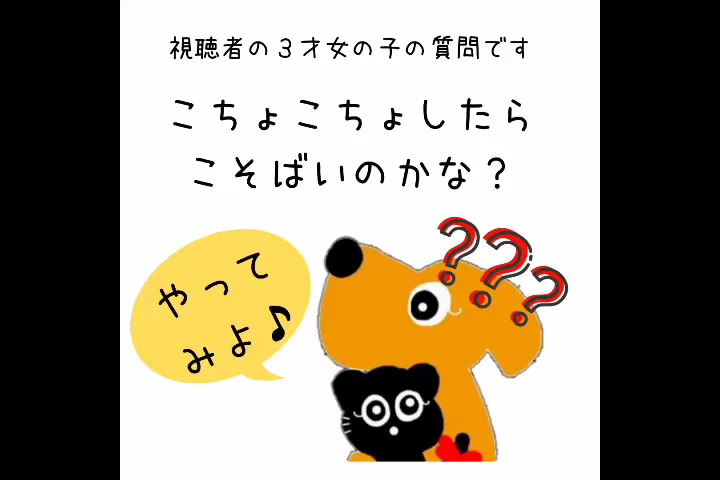 視聴者の３才女の子の質問です
こちょこちょしたら
こそばいのかな？
???
やって
みよ♪